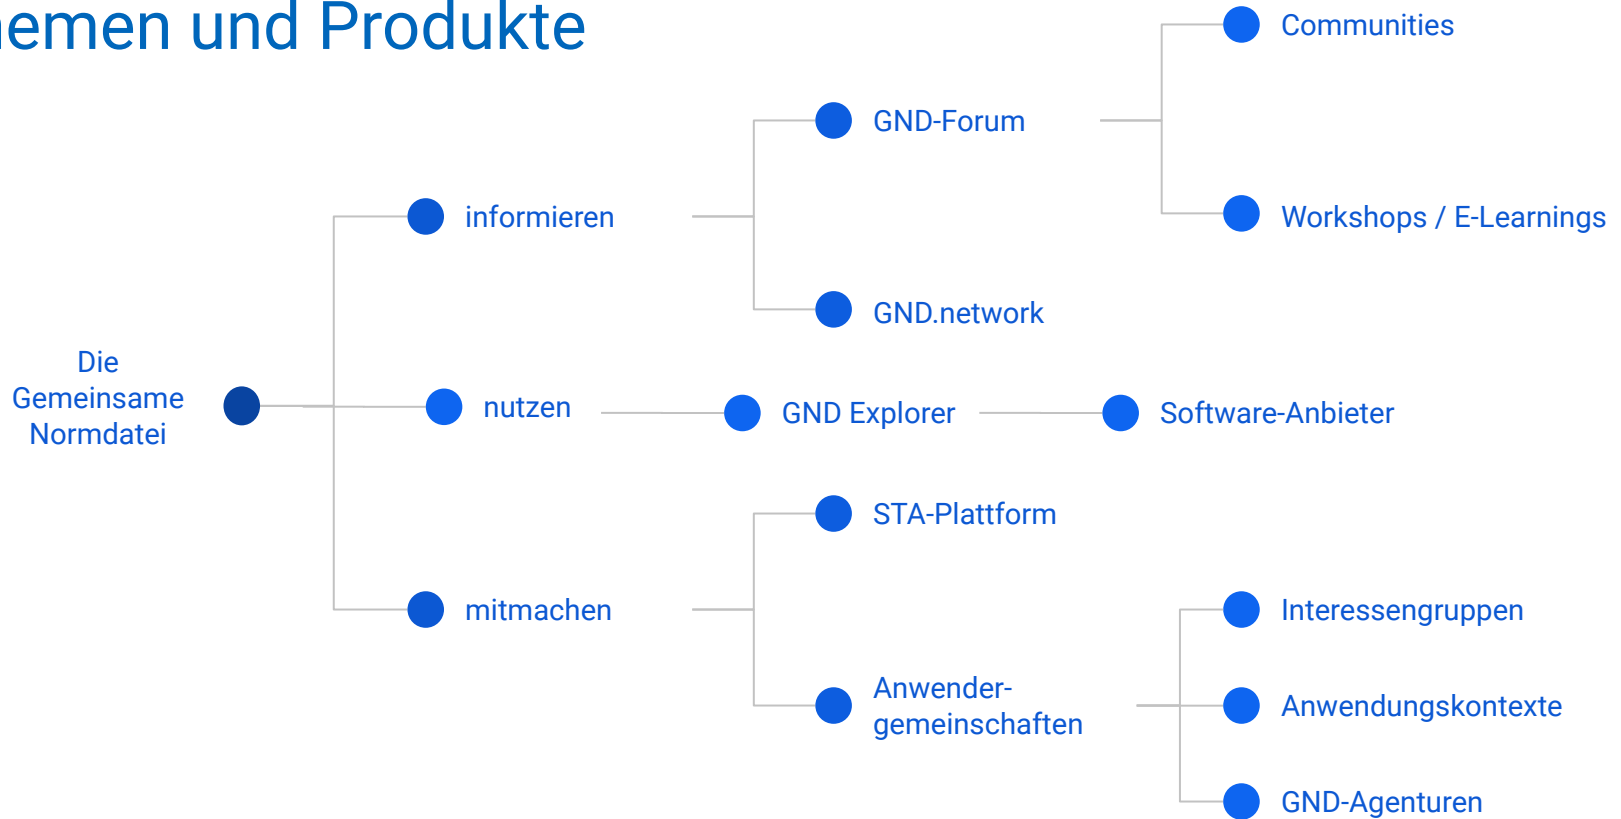 hemen und Produkte
Communities
GND-Forum
informieren
Workshops / E-Learnings
GND.network
Die
Gemeinsame
Normdatei
nutzen
GND Explorer
Software-Anbieter
STA-Plattform
mitmachen
Interessengruppen
Anwender-
gemeinschaften
Anwendungskontexte
GND-Agenturen